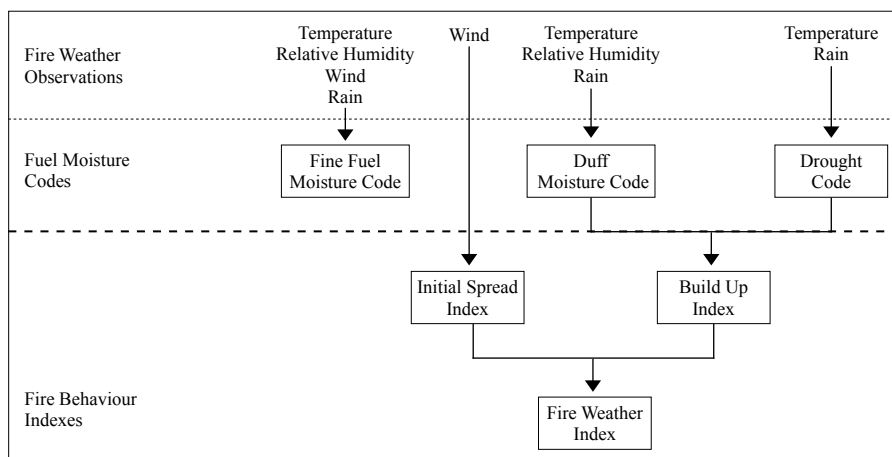 Fire Weather
Observations
Temperature
Relative Humidity
Wind
Rain
Wind
Temperature
Relative Humidity
Rain
Temperature
Rain
Fuel Moisture
Codes
Fine Fuel
Moisture Code
Duff
Moisture Code
Drought
Code
Initial Spread
Index
Build Up
Index
Fire Behaviour
Indexes
Fire Weather
Index